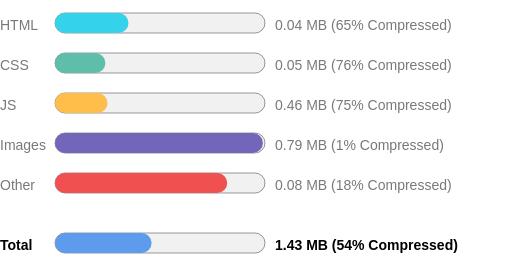 HTML 0.04 MB (65% Compressed)
CSS 0.05 MB (76% Compressed)
JS 0.46 MB (75% Compressed)
Images 0.79 MB (1% Compressed)
Other 0.08 MB (18% Compressed)
Total 1.43 MB (54% Compressed)